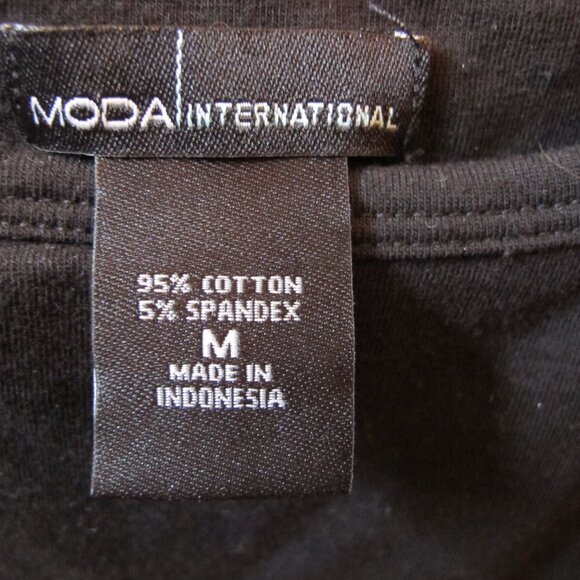 MODA INTERNATIONAL
95% COTTON
5% SPANDEX
M
MADE IN
INDONESIA